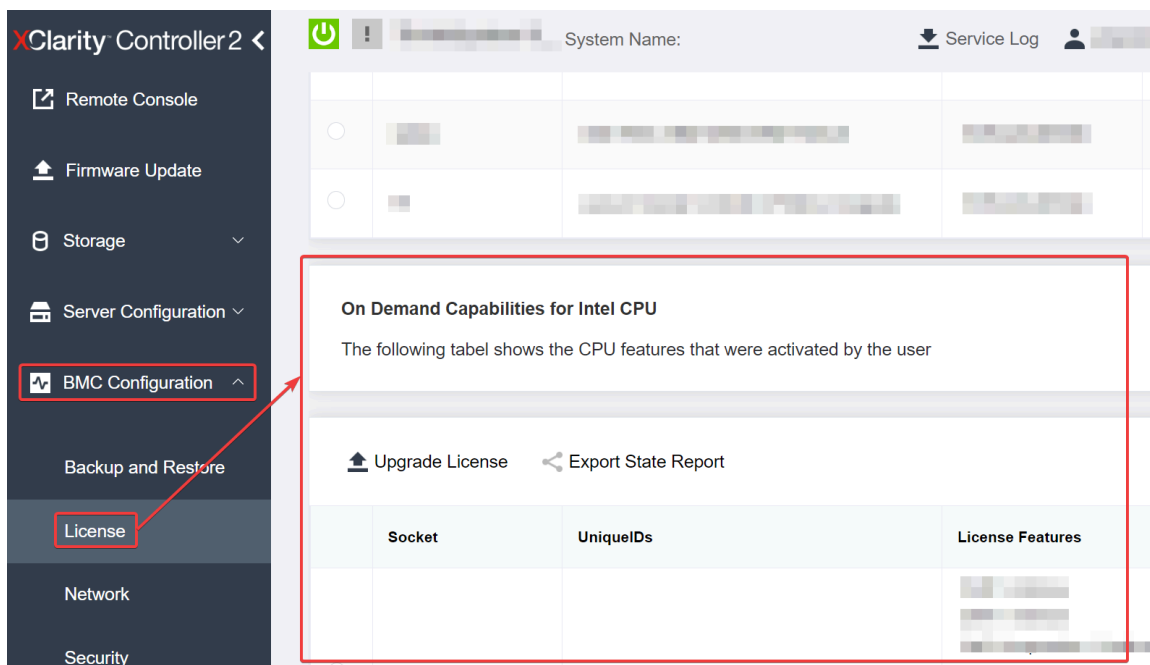 XClarity Controller 2
System Name:
Service Log
Remote Console
Firmware Update
Storage
Server Configuration
BMC Configuration
Backup and Restore
License
Network
Security
On Demand Capabilities for Intel CPU
The following tabel shows the CPU features that were activated by the user
Upgrade License
Export State Report
Socket
UniqueIDs
License Features